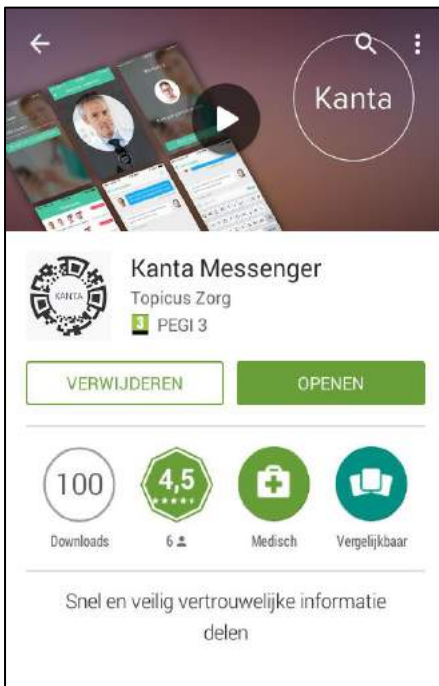 Kanta
KANTA
Kanta Messenger
Topicus Zorg
3 PEGI 3
VERWIJDEREN
OPENEN
100
4,5
Downloads
6
Medisch
Vergelijkbaar
Snel en veilig vertrouwelijke informatie
delen